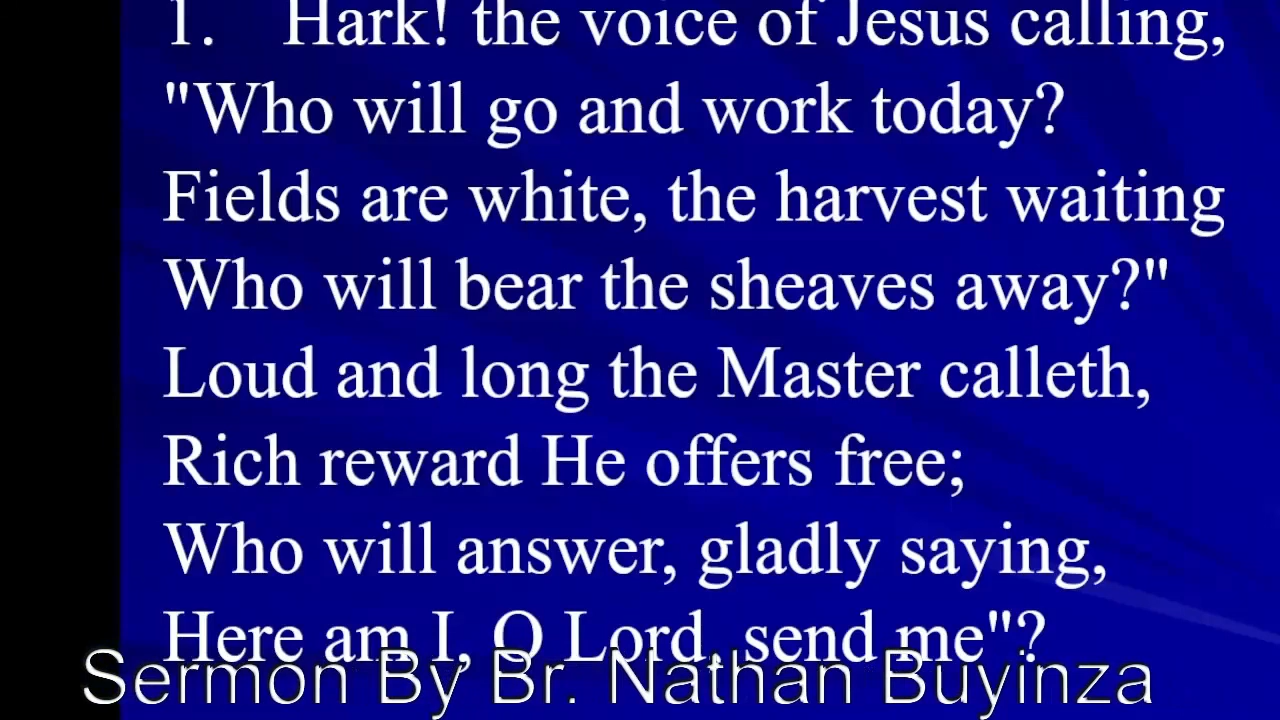 1. Hark! the voice of Jesus calling,
"Who will go and work today?
Fields are white, the harvest waiting
Who will bear the sheaves away?"
Loud and long the Master calleth,
Rich reward He offers free;
Who will answer, gladly saying,
Here am I, O Lord, send me"?
Sermon By Br. Nathan Buyinza